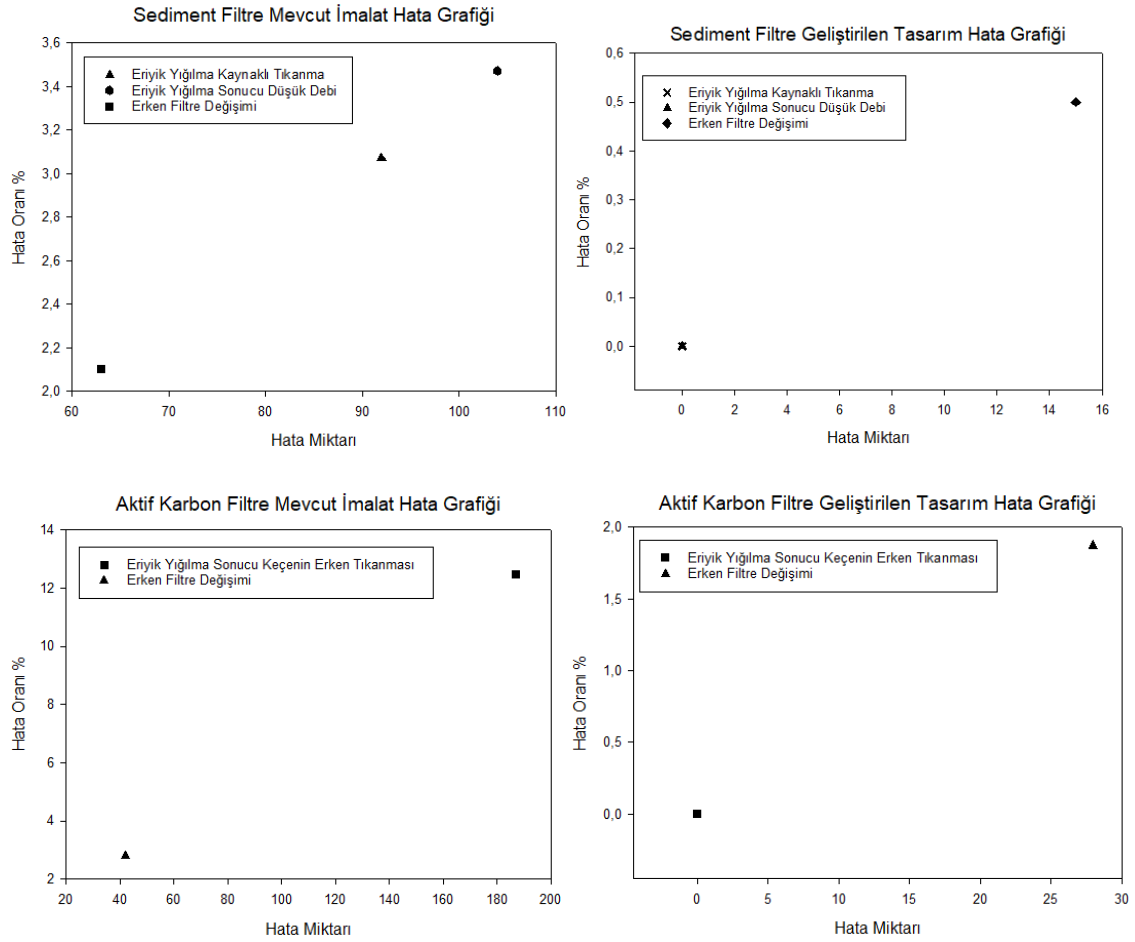 Sediment Filtre Mevcut İmalat Hata Grafiği
3,6
3,4
3,2
3,0
2,8
2,6
2,4
2,2
2,0
Hata Oranı %
Eriyik Yığılma Kaynaklı Tıkanma
Eriyik Yığılma Sonucu Düşük Debi
Erken Filtre Değişimi
60 70 80 90 100 110
Hata Miktarı
Sediment Filtre Geliştirilen Tasarım Hata Grafiği
0,6
0,5
0,4
0,3
0,2
0,1
0,0
Hata Oranı %
Eriyik Yığılma Kaynaklı Tıkanma
Eriyik Yığılma Sonucu Düşük Debi
Erken Filtre Değişimi
0 2 4 6 8 10 12 14 16
Hata Miktarı
Aktif Karbon Filtre Mevcut İmalat Hata Grafiği
14
12
10
8
6
4
2
Hata Oranı %
Eriyik Yığılma Sonucu Keçenin Erken Tıkanması
Erken Filtre Değişimi
20 40 60 80 100 120 140 160 180 200
Hata Miktarı
Aktif Karbon Filtre Geliştirilen Tasarım Hata Grafiği
2,0
1,5
1,0
0,5
0,0
Hata Oranı %
Eriyik Yığılma Sonucu Keçenin Erken Tıkanması
Erken Filtre Değişimi
0 5 10 15 20 25 30
Hata Miktarı